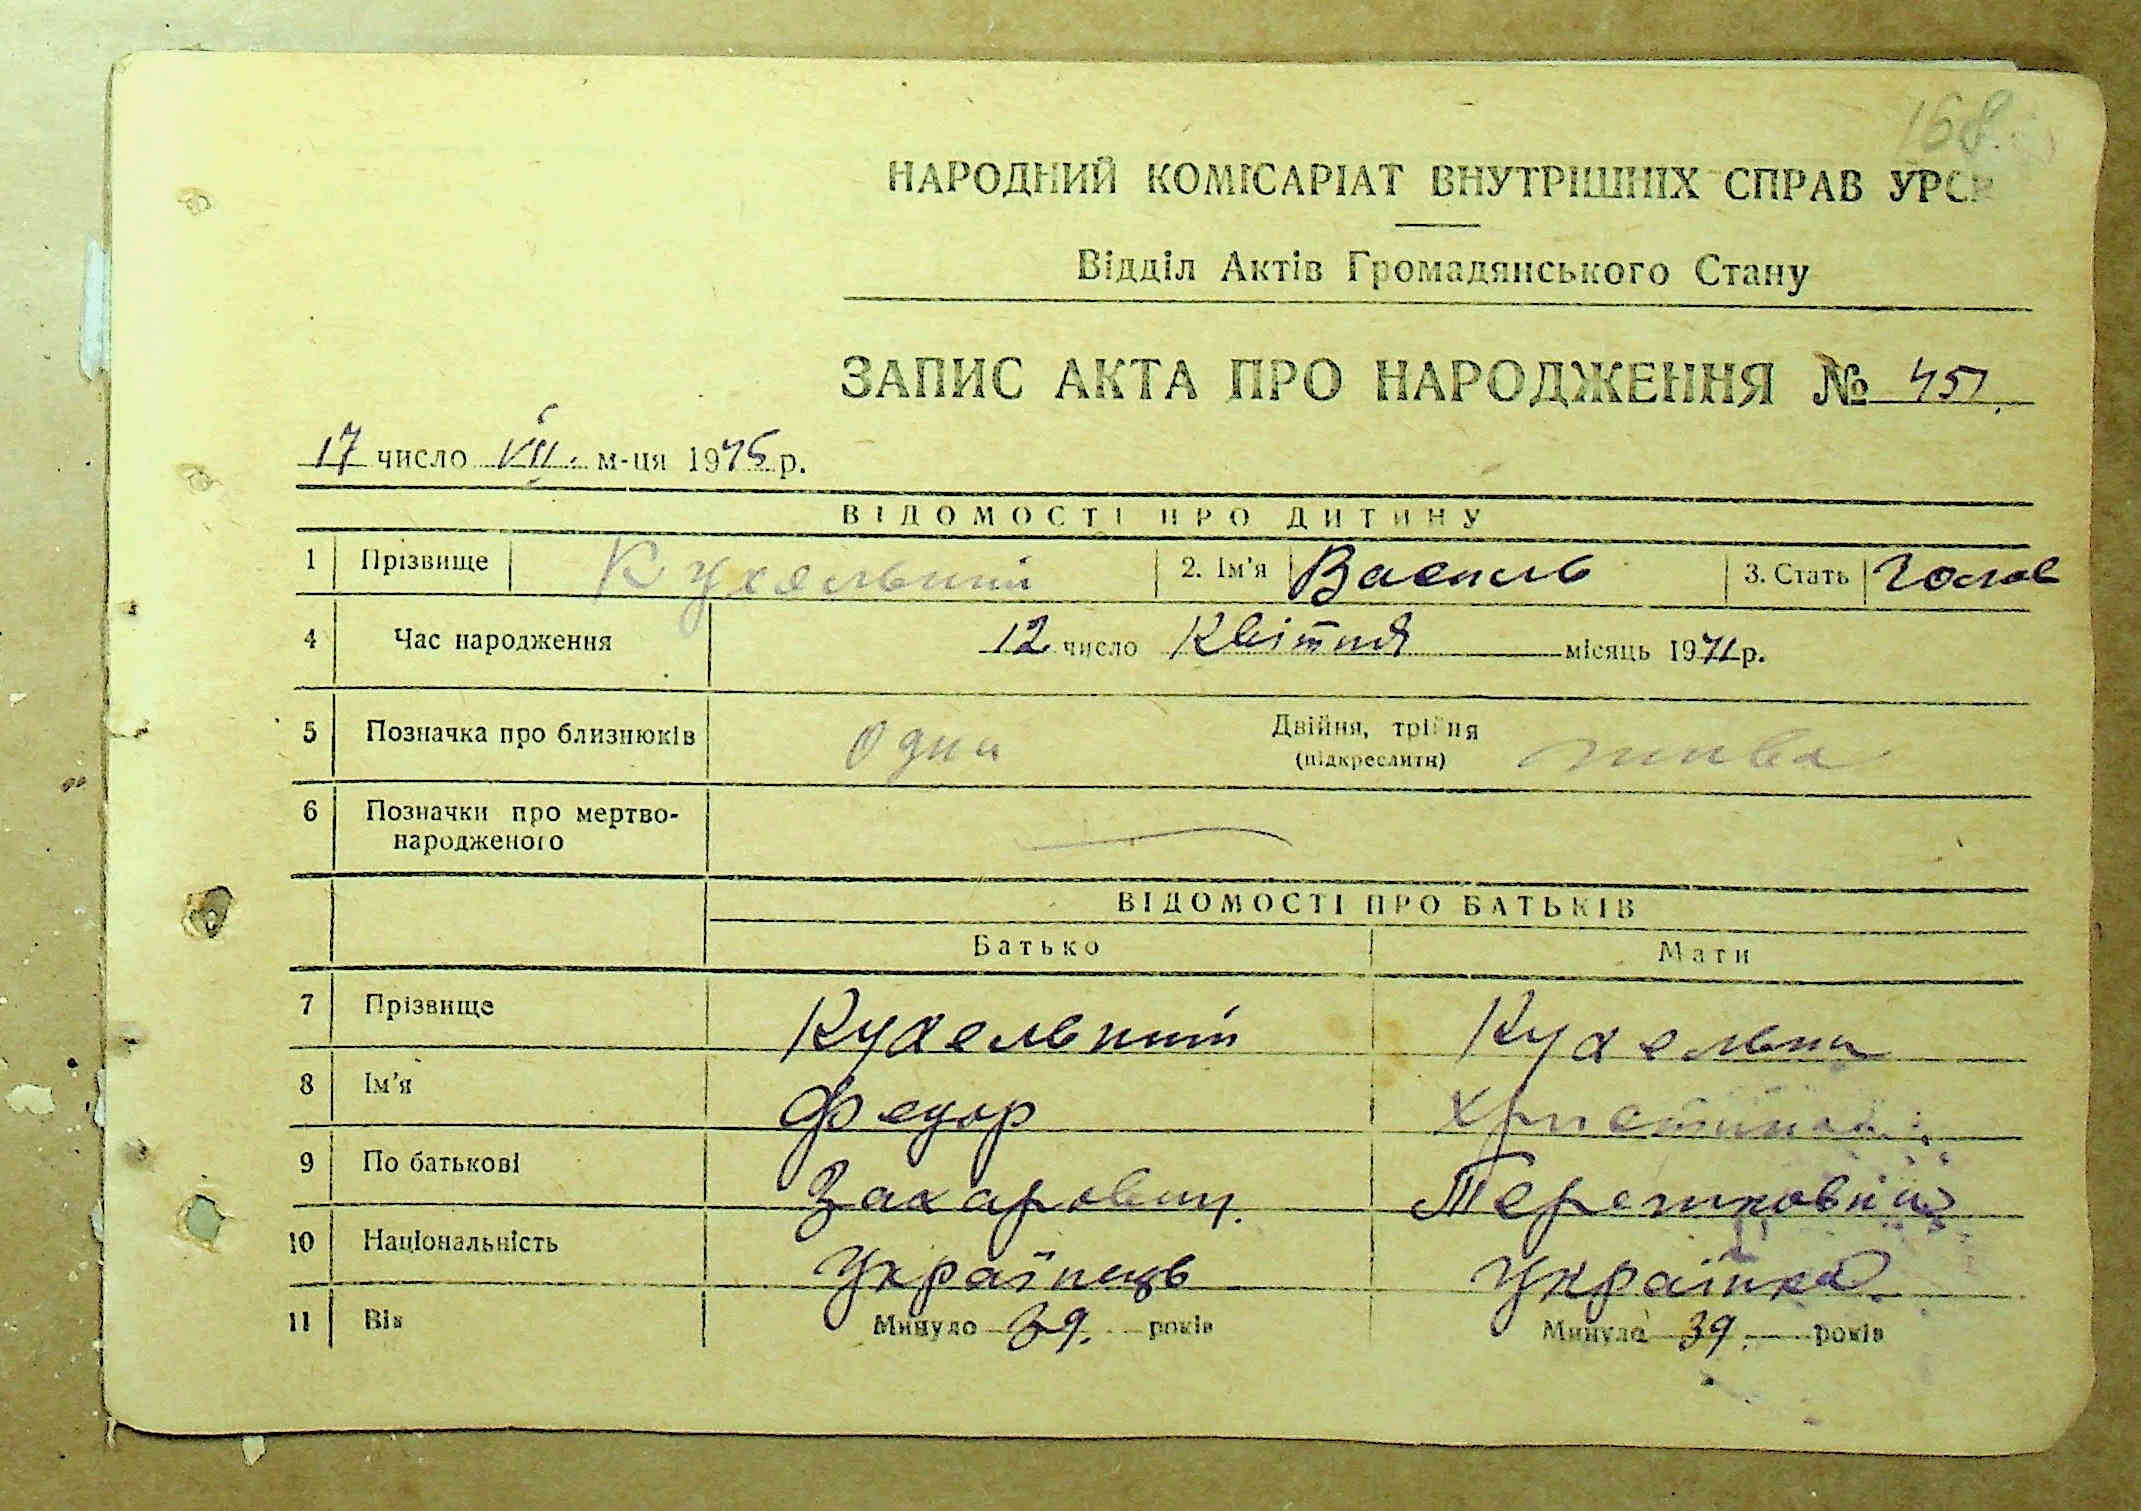 168.
НАРОДНИЙ КОМІСАРІАТ ВНУТРІШНІХ СПРАВ УРСР
Відділ Актів Громадянського Стану
ЗАПИС АКТА ПРО НАРОДЖЕННЯ № 451.
17 число VII. м-ця 1945 р.
ВІДОМОСТІ ПРО ДИТИНУ
1 Прізвище Кухельний 2. Ім'я Василь 3. Стать Чолов
4 Час народження 12 число Квітня місяць 1941 р.
5 Позначка про близнюків одна Двійня, трійня жива
(підкреслити)
6 Позначки про мертво-
народженого
ВІДОМОСТІ ПРО БАТЬКІВ
Батько Мати
7 Прізвище Кухельний Кухельна
8 Ім'я Федор Христина
9 По батькові Захарович
10 Національність Українець Українка
11 Вік Минуло 39. років Минуло 39. років